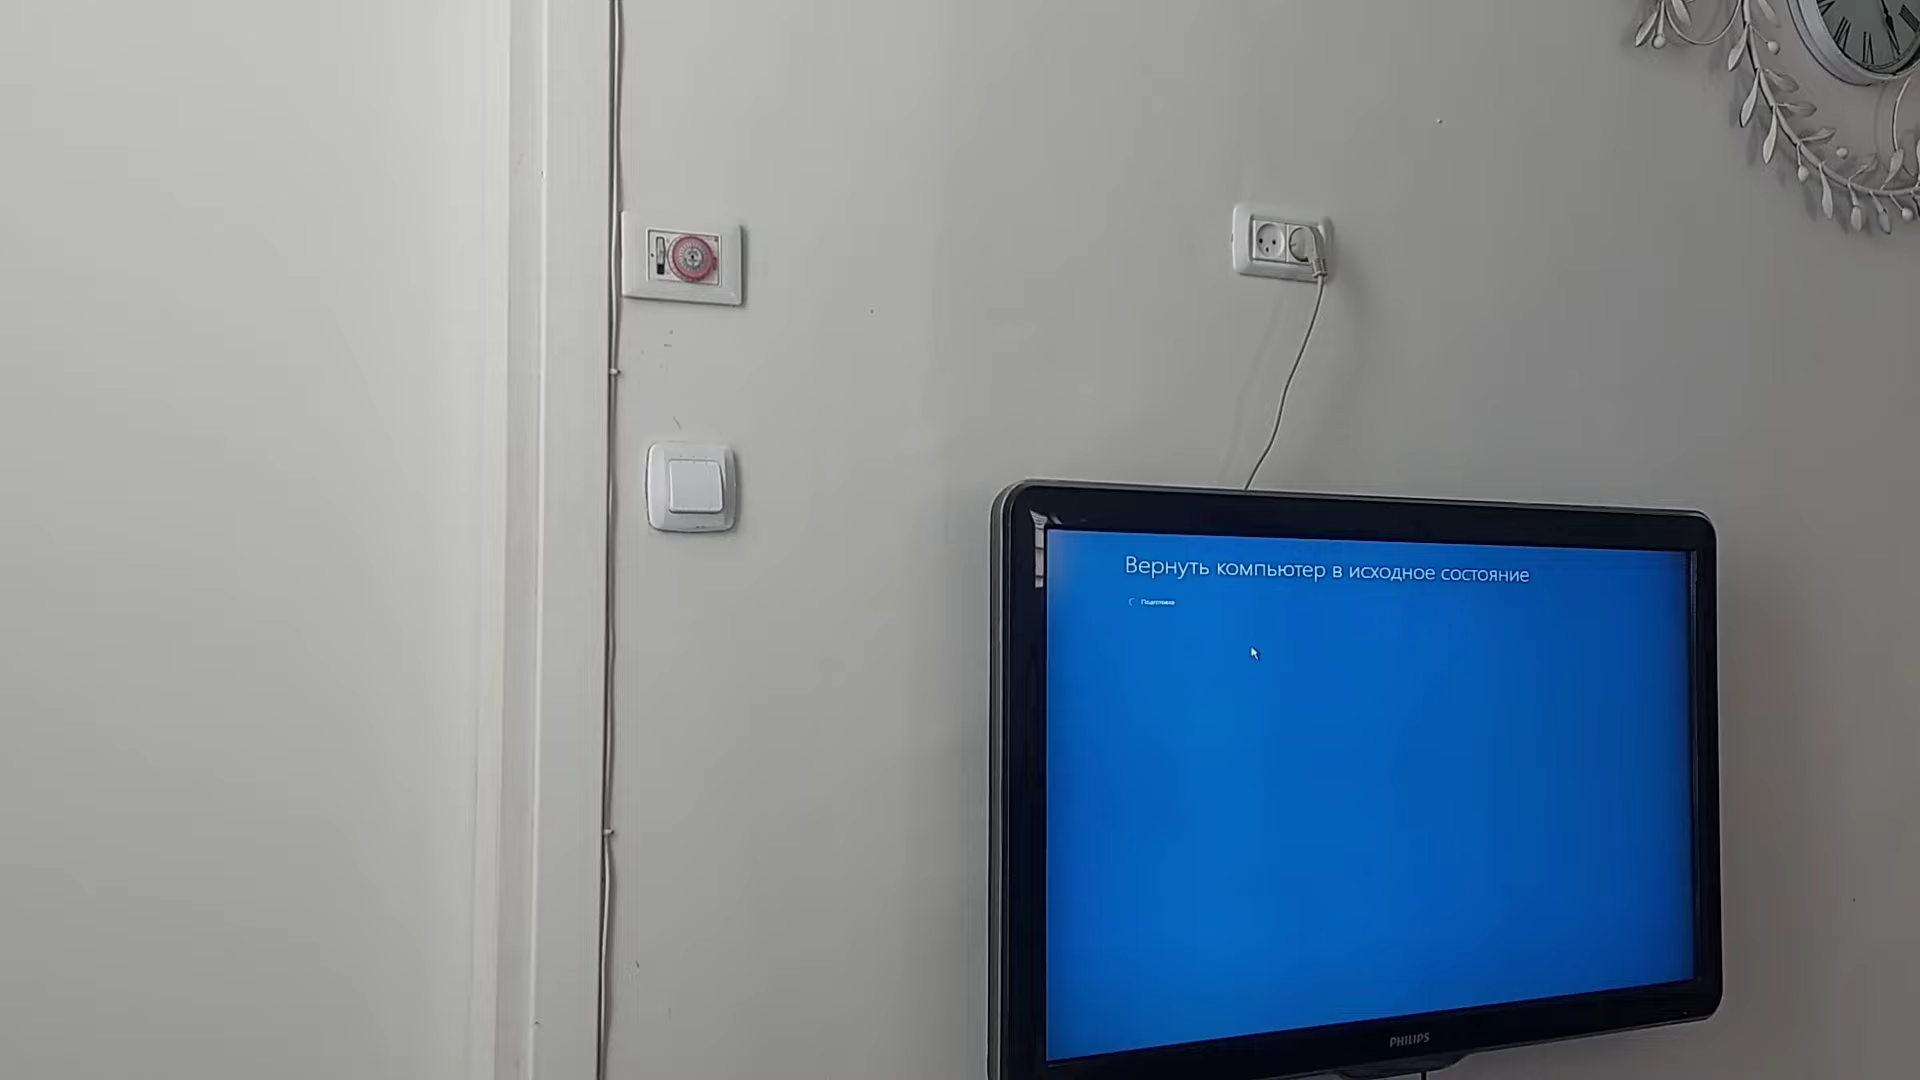 Вернуть компьютер в исходное состояние
Подготовка
PHILIPS